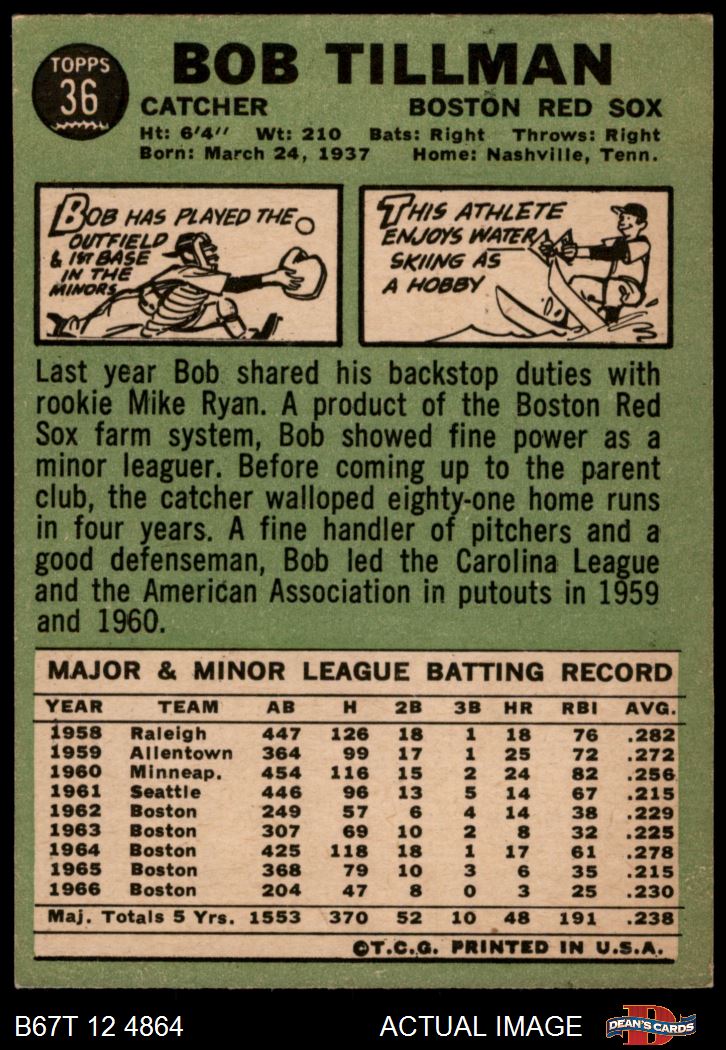 TOPPS
36
BOB TILLMAN
CATCHER BOSTON RED SOX
Ht: 6'4" Wt: 210 Bats: Right Throws: Right
Born: March 24, 1937 Home: Nashville, Tenn.
BOB HAS PLAYED THE
OUTFIELD
& 1ST BASE
IN THE
MINORS
THIS ATHLETE
ENJOYS WATER
SKIING AS
A HOBBY
Last year Bob shared his backstop duties with
rookie Mike Ryan. A product of the Boston Red
Sox farm system, Bob showed fine power as a
minor leaguer. Before coming up to the parent
club, the catcher walloped eighty-one home runs
in four years. A fine handler of pitchers and a
good defenseman, Bob led the Carolina League
and the American Association in putouts in 1959
and 1960.
MAJOR & MINOR LEAGUE BATTING RECORD
YEAR TEAM AB H 2B 3B HR RBI AVG.
1958 Raleigh 447 126 18 1 18 76 .282
1959 Allentown 364 99 17 1 25 72 .272
1960 Minneap. 454 116 15 2 24 82 .256
1961 Seattle 446 96 13 5 14 67 .215
1962 Boston 249 57 6 4 14 38 .229
1963 Boston 307 69 10 2 8 32 .225
1964 Boston 425 118 18 1 17 61 .278
1965 Boston 368 79 10 3 6 35 .215
1966 Boston 204 47 8 0 3 25 .230
Maj. Totals 5 Yrs. 1553 370 52 10 48 191 .238
©T.C.G. PRINTED IN U.S.A.
B67T 12 4864 ACTUAL IMAGE
D
DEAN'S CARDS